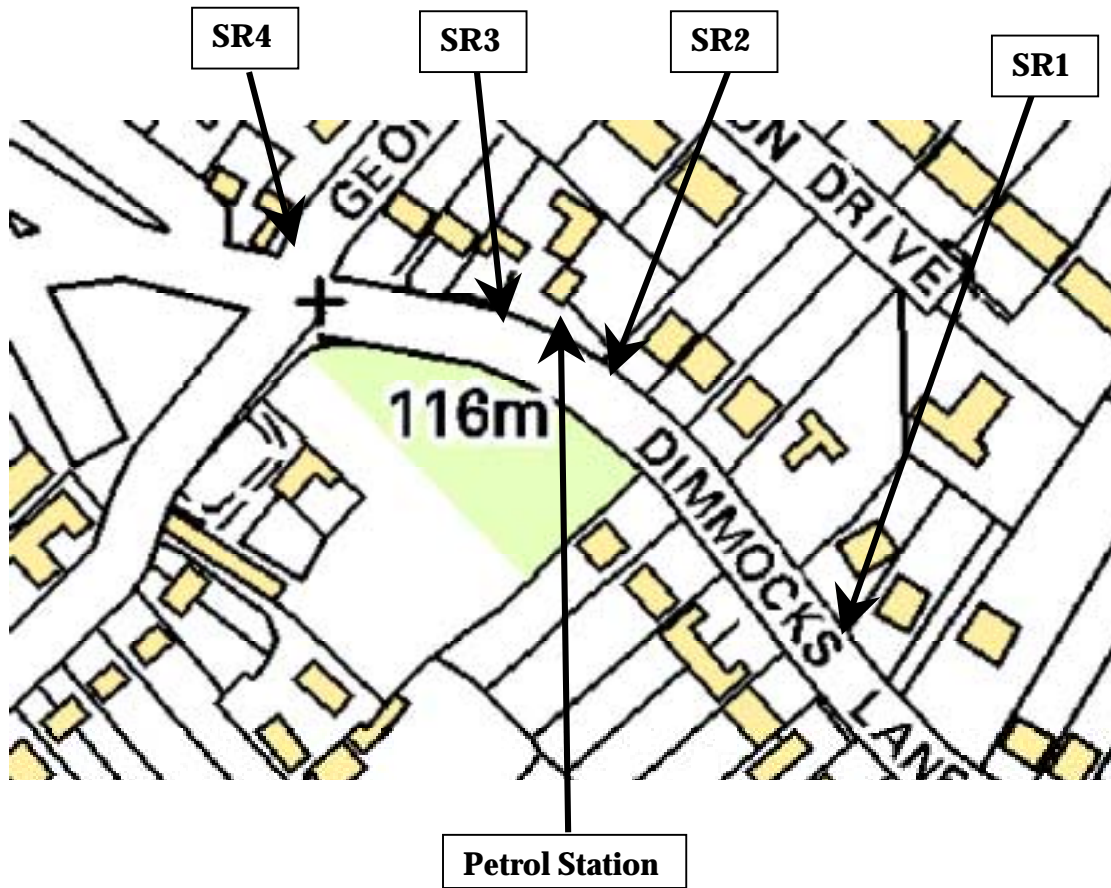 SR4
SR3
SR2
SR1
GEO
ON DRIVE
116m
DIMMOCKS LANE
Petrol Station